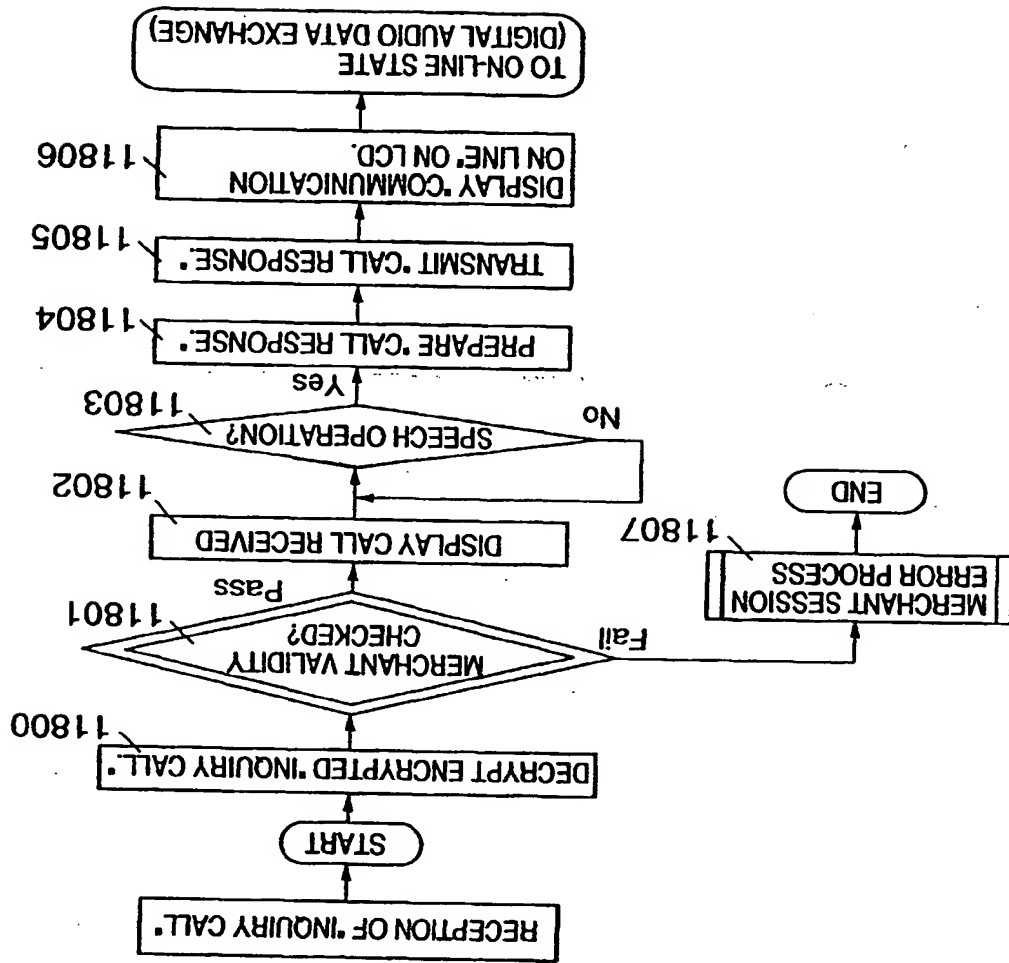 RECEPTION OF "INQUIRY CALL"
START
DECRYPT ENCRYPTED "INQUIRY CALL".
11800
MERCHANT VALIDITY
CHECKED?
11801
Pass
Fail
DISPLAY CALL RECEIVED
11802
MERCHANT SESSION
ERROR PROCESS
11807
END
SPEECH OPERATION?
11803
No
Yes
PREPARE "CALL RESPONSE".
11804
TRANSMIT "CALL RESPONSE".
11805
DISPLAY "COMMUNICATION
ON LINE" ON LCD.
11806
TO ON-LINE STATE
(DIGITAL AUDIO DATA EXCHANGE)